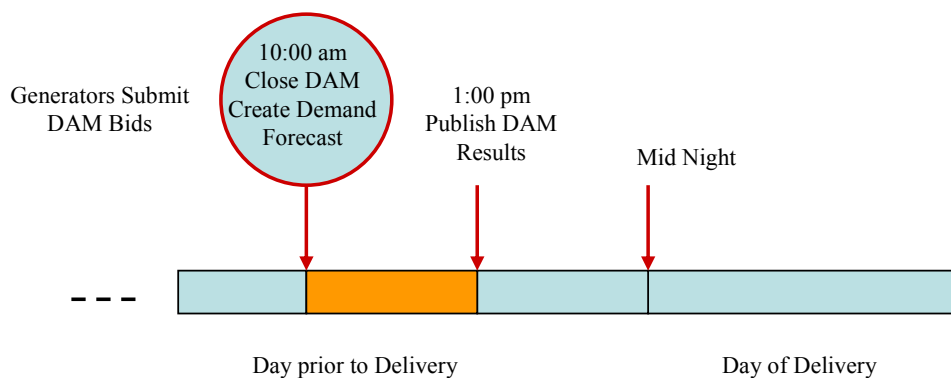 Generators Submit
DAM Bids
10:00 am
Close DAM
Create Demand
Forecast
1:00 pm
Publish DAM
Results
Mid Night
Day prior to Delivery
Day of Delivery